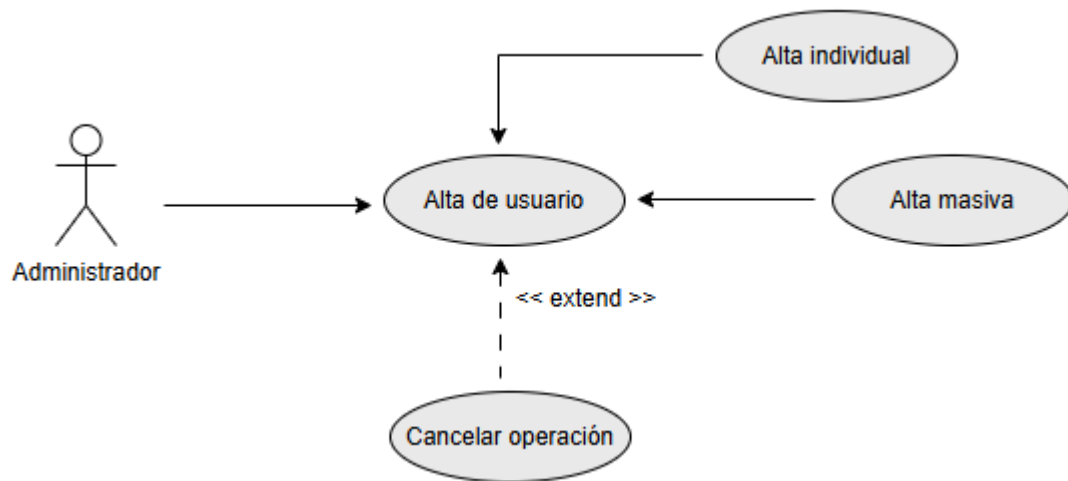 Alta individual
Alta de usuario
Alta masiva
Administrador
<< extend >>
Cancelar operación